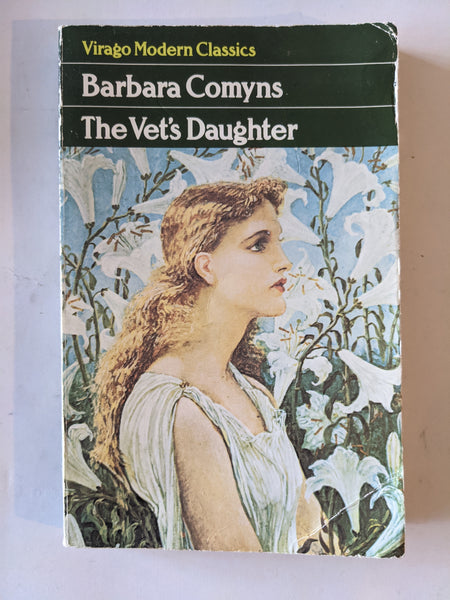 Virago Modern Classics
Barbara Comyns
The Vet's Daughter